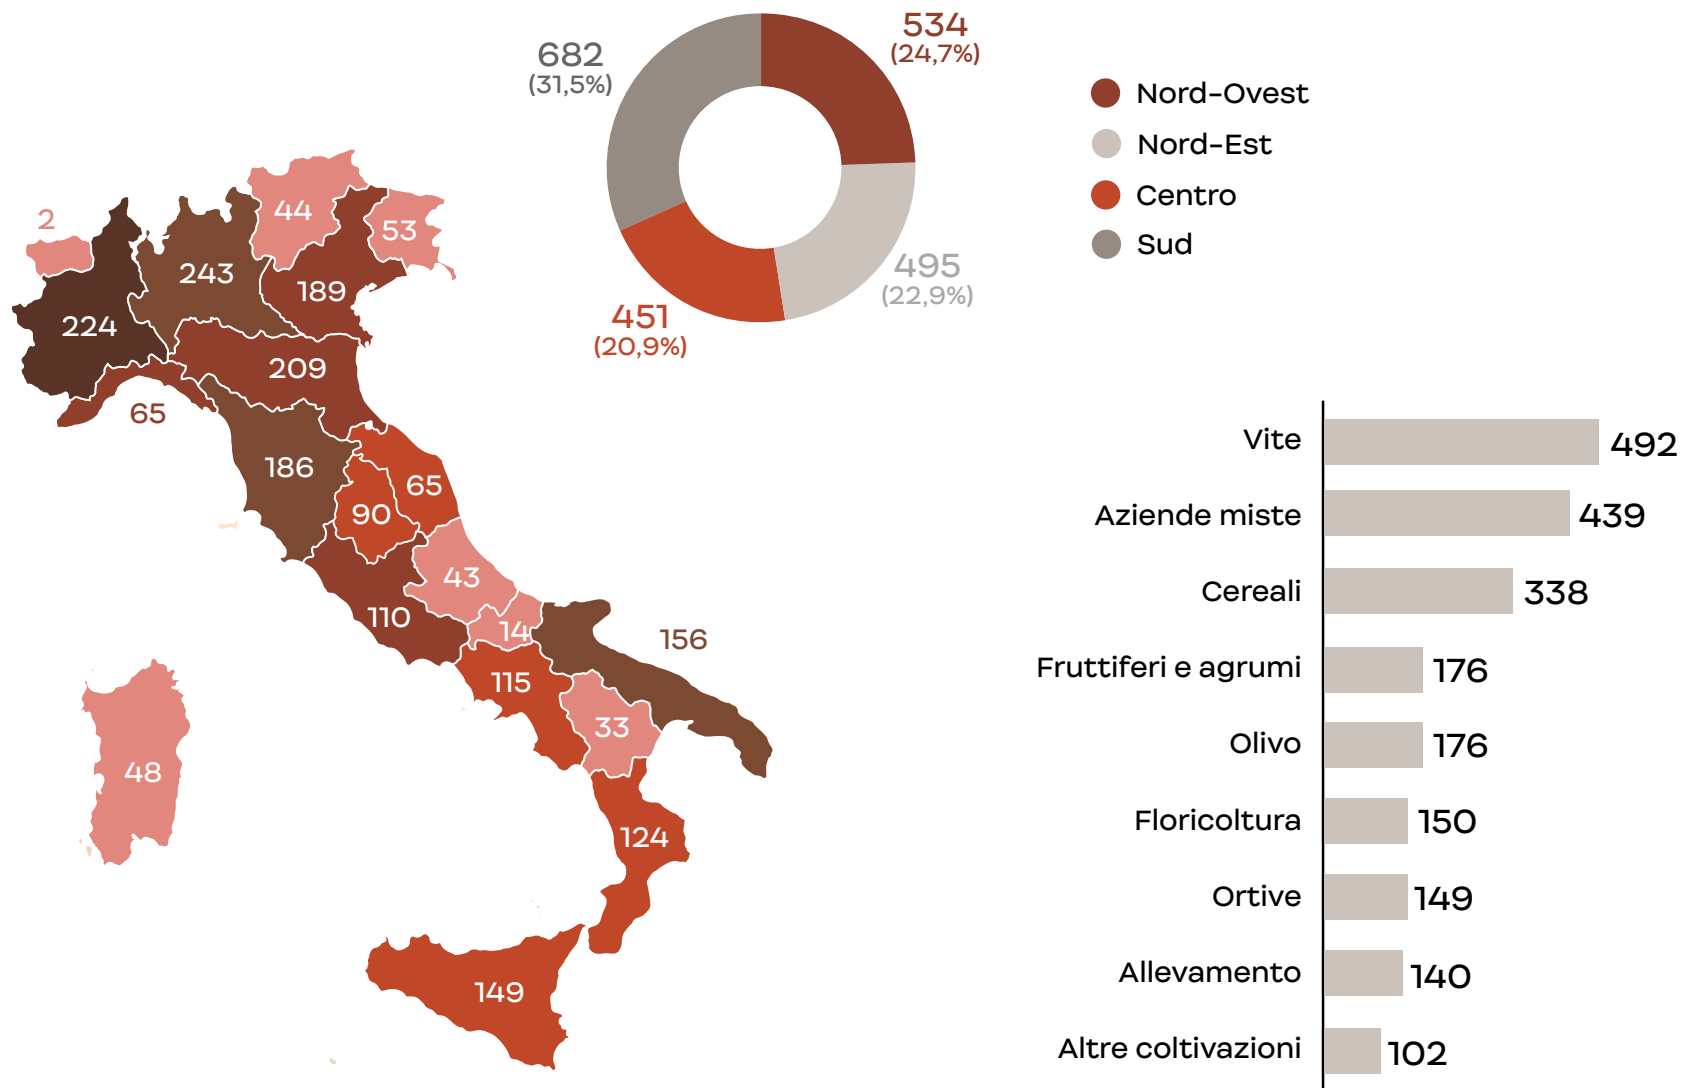 534
(24,7%)
682
(31,5%)
495
(22,9%)
451
(20,9%)
Nord-Ovest
Nord-Est
Centro
Sud
2
44
53
243
189
224
209
65
186
65
90
43
110
14
156
115
33
48
124
149
Vite 492
Aziende miste 439
Cereali 338
Fruttiferi e agrumi 176
Olivo 176
Floricoltura 150
Ortive 149
Allevamento 140
Altre coltivazioni 102